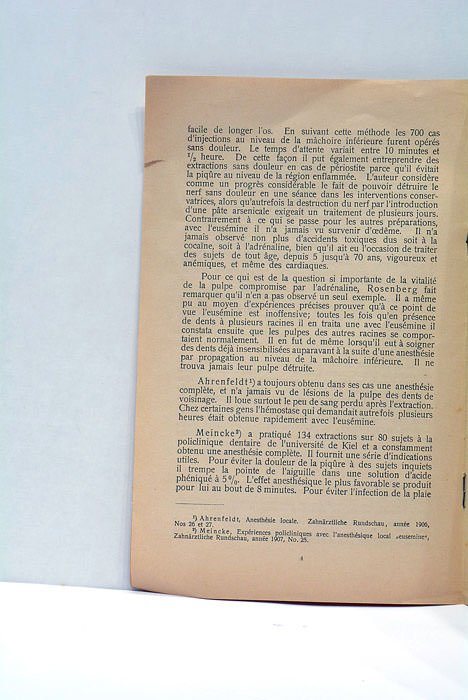 facile de longer l'os. En suivant cette méthode les 700 cas
d'injections au niveau de la mâchoire inférieure furent opérés
sans douleur. Le temps d'attente variait entre 10 minutes et
1/2 heure. De cette façon il put également entreprendre des
extractions sans douleur en cas de périostite parce qu'il évitait
la piqûre au niveau de la région enflammée. L'auteur considère
comme un progrès considérable le fait de pouvoir détruire le
nerf sans douleur en une séance dans les interventions conser-
vatrices, alors qu'autrefois la destruction du nerf par l'introduction
d'une pâte arsenicale exigeait un traitement de plusieurs jours.
Contrairement à ce qui se passe pour les autres préparations,
avec l'eusémine il n'a jamais vu survenir d'œdème. Il n'a
jamais observé non plus d'accidents toxiques dus soit à la
cocaïne, soit à l'adrénaline, bien qu'il ait eu l'occasion de traiter
des sujets de tout âge, depuis 5 jusqu'à 70 ans, vigoureux et
anémiques, et même des cardiaques.
Pour ce qui est de la question si importante de la vitalité
de la pulpe compromise par l'adrénaline, Rosenberg fait
remarquer qu'il n'en a pas observé un seul exemple. Il a même
pu au moyen d'expériences précises prouver qu'à ce point de
vue l'eusémine est inoffensive; toutes les fois qu'en présence
de dents à plusieurs racines il en traita une avec l'eusémine il
constata ensuite que les pulpes des autres racines se compor-
taient normalement. Il en fut de même lorsqu'il eut à soigner
des dents déjà insensibilisées auparavant à la suite d'une anesthésie
par propagation au niveau de la mâchoire inférieure. Il ne
trouva jamais leur pulpe détruite.
Ahrenfeldt¹) a toujours obtenu dans ses cas une anesthésie
complète, et n'a jamais vu de lésions de la pulpe des dents de
voisinage. Il loue surtout le peu de sang perdu après l'extraction.
Chez certaines gens l'hémostase qui demandait autrefois plusieurs
heures était obtenue rapidement avec l'eusémine.
Meincke²) a pratiqué 134 extractions sur 80 sujets à la
policlinique dentaire de l'université de Kiel et a constamment
obtenu une anesthésie complète. Il fournit une série d'indications
utiles. Pour éviter la douleur de la piqûre à des sujets inquiets
il trempe la pointe de l'aiguille dans une solution d'acide
phéniqué à 5%. L'effet anesthésique le plus favorable se produit
pour lui au bout de 8 minutes. Pour éviter l'infection de la plaie
¹) Ahrenfeldt, Anesthésie locale. Zahnärztliche Rundschau, année 1906,
Nos 26 et 27.
²) Meincke, Expériences policliniques avec l'anesthésique local „eusemine",
Zahnärztliche Rundschau, année 1907, No. 25.
4